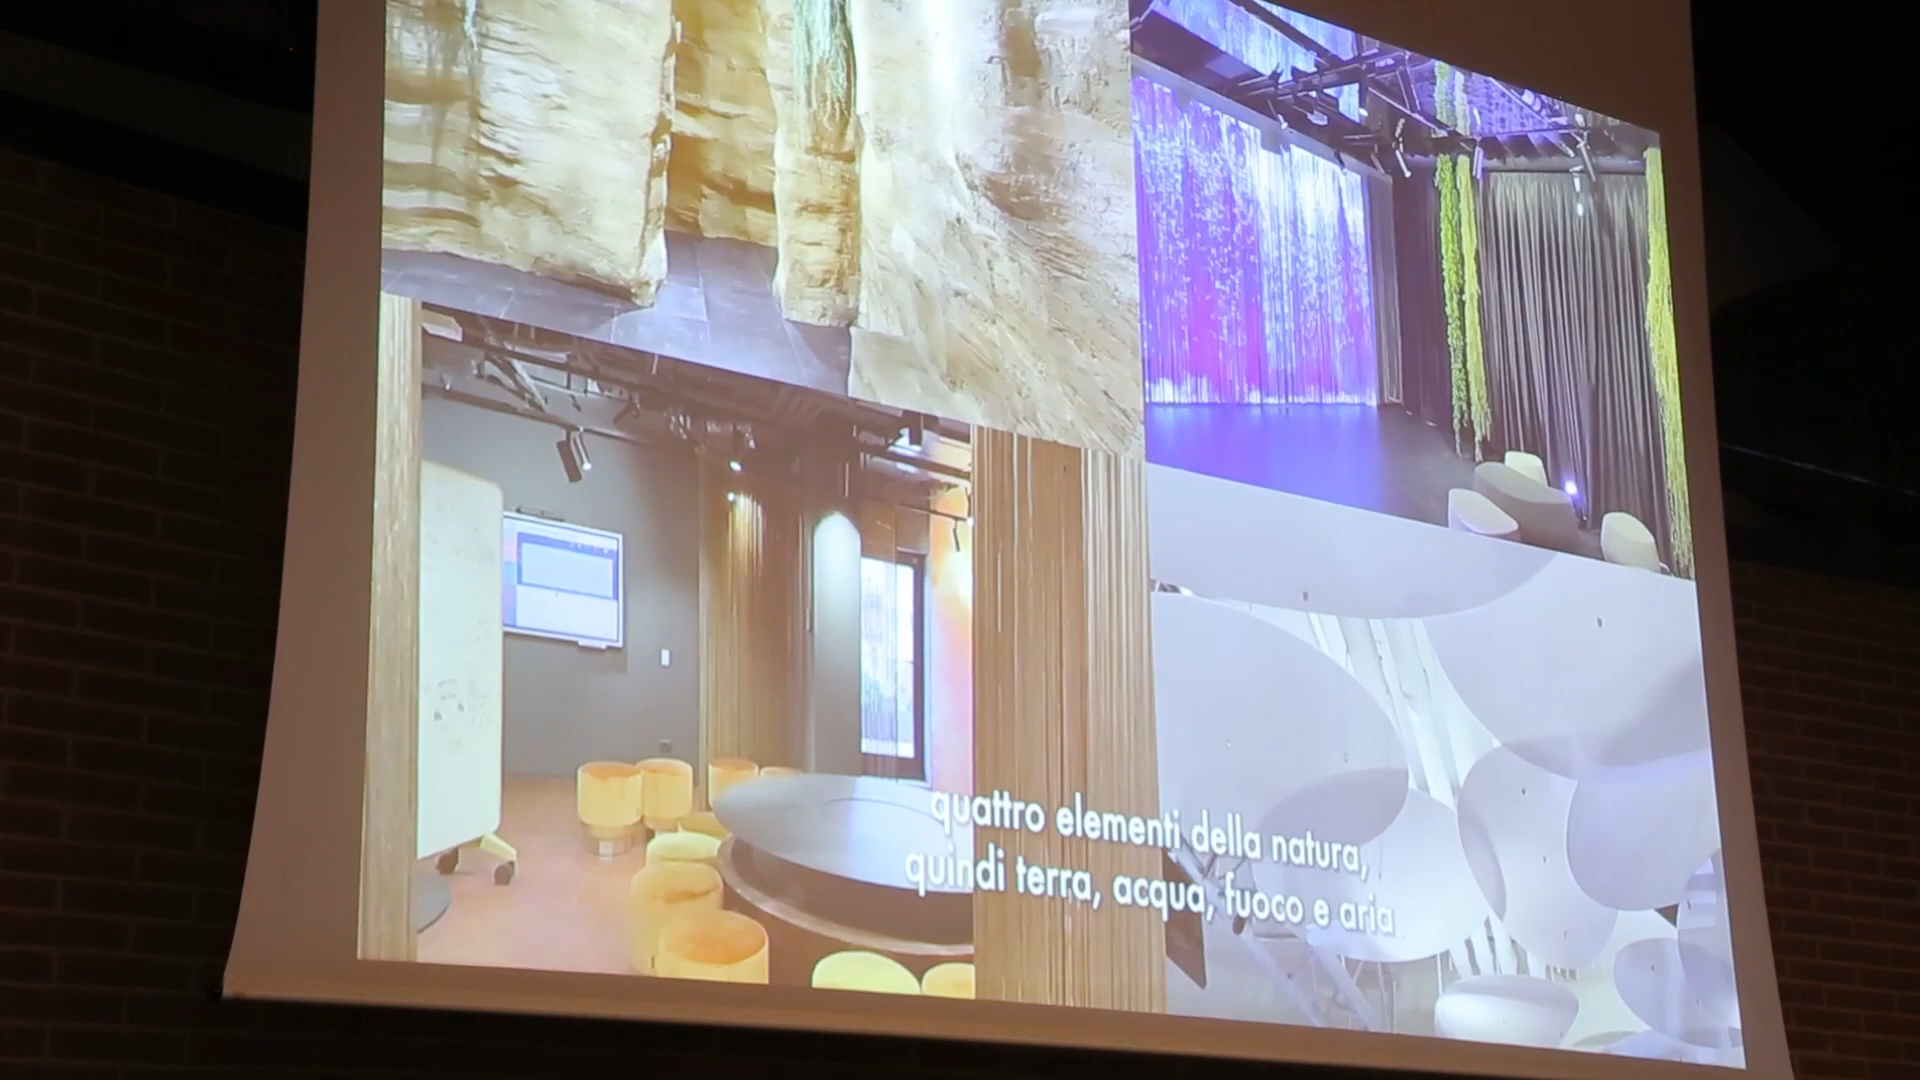 quattro elementi della natura,
quindi terra, acqua, fuoco e aria